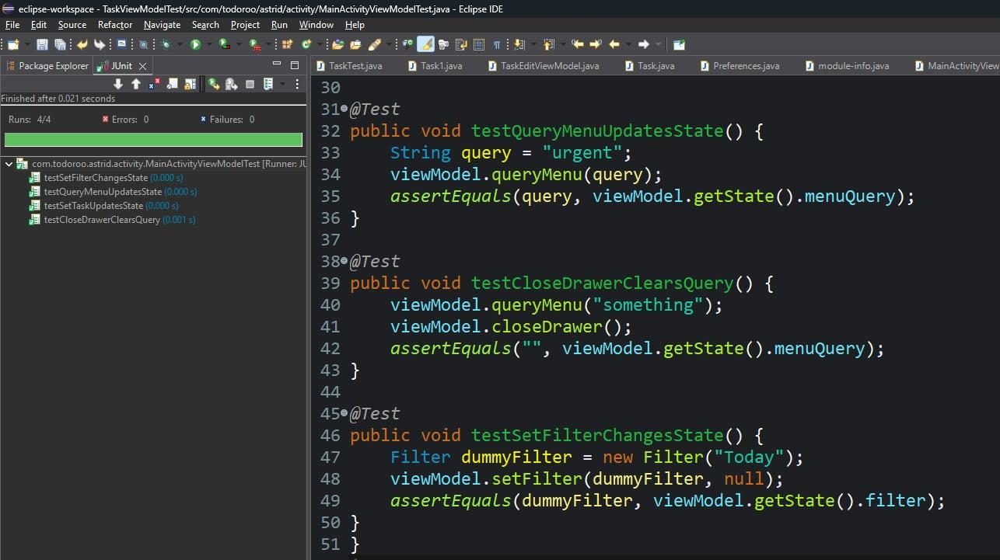 eclipse-workspace - TaskViewModelTest/src/com/todoroo/astrid/activity/MainActivityViewModelTest.java - Eclipse IDE
File Edit Source Refactor Navigate Search Project Run Window Help
Package Explorer JUnit
TaskTest.java Task1.java TaskEditViewModel.java Task.java Preferences.java module-info.java MainActivityView
Finished after 0.021 seconds
Runs: 4/4 Errors: 0 Failures: 0
com.todoroo.astrid.activity.MainActivityViewModelTest [Runner: JU
testSetFilterChangesState (0.000 s)
testQueryMenuUpdatesState (0.000 s)
testSetTaskUpdatesState (0.000 s)
testCloseDrawerClearsQuery (0.001 s)
30
31 @Test
32 public void testQueryMenuUpdatesState() {
33 String query = "urgent";
34 viewModel.queryMenu(query);
35 assertEquals(query, viewModel.getState().menuQuery);
36 }
37
38 @Test
39 public void testCloseDrawerClearsQuery() {
40 viewModel.queryMenu("something");
41 viewModel.closeDrawer();
42 assertEquals("", viewModel.getState().menuQuery);
43 }
44
45 @Test
46 public void testSetFilterChangesState() {
47 Filter dummyFilter = new Filter("Today");
48 viewModel.setFilter(dummyFilter, null);
49 assertEquals(dummyFilter, viewModel.getState().filter);
50 }
51 }